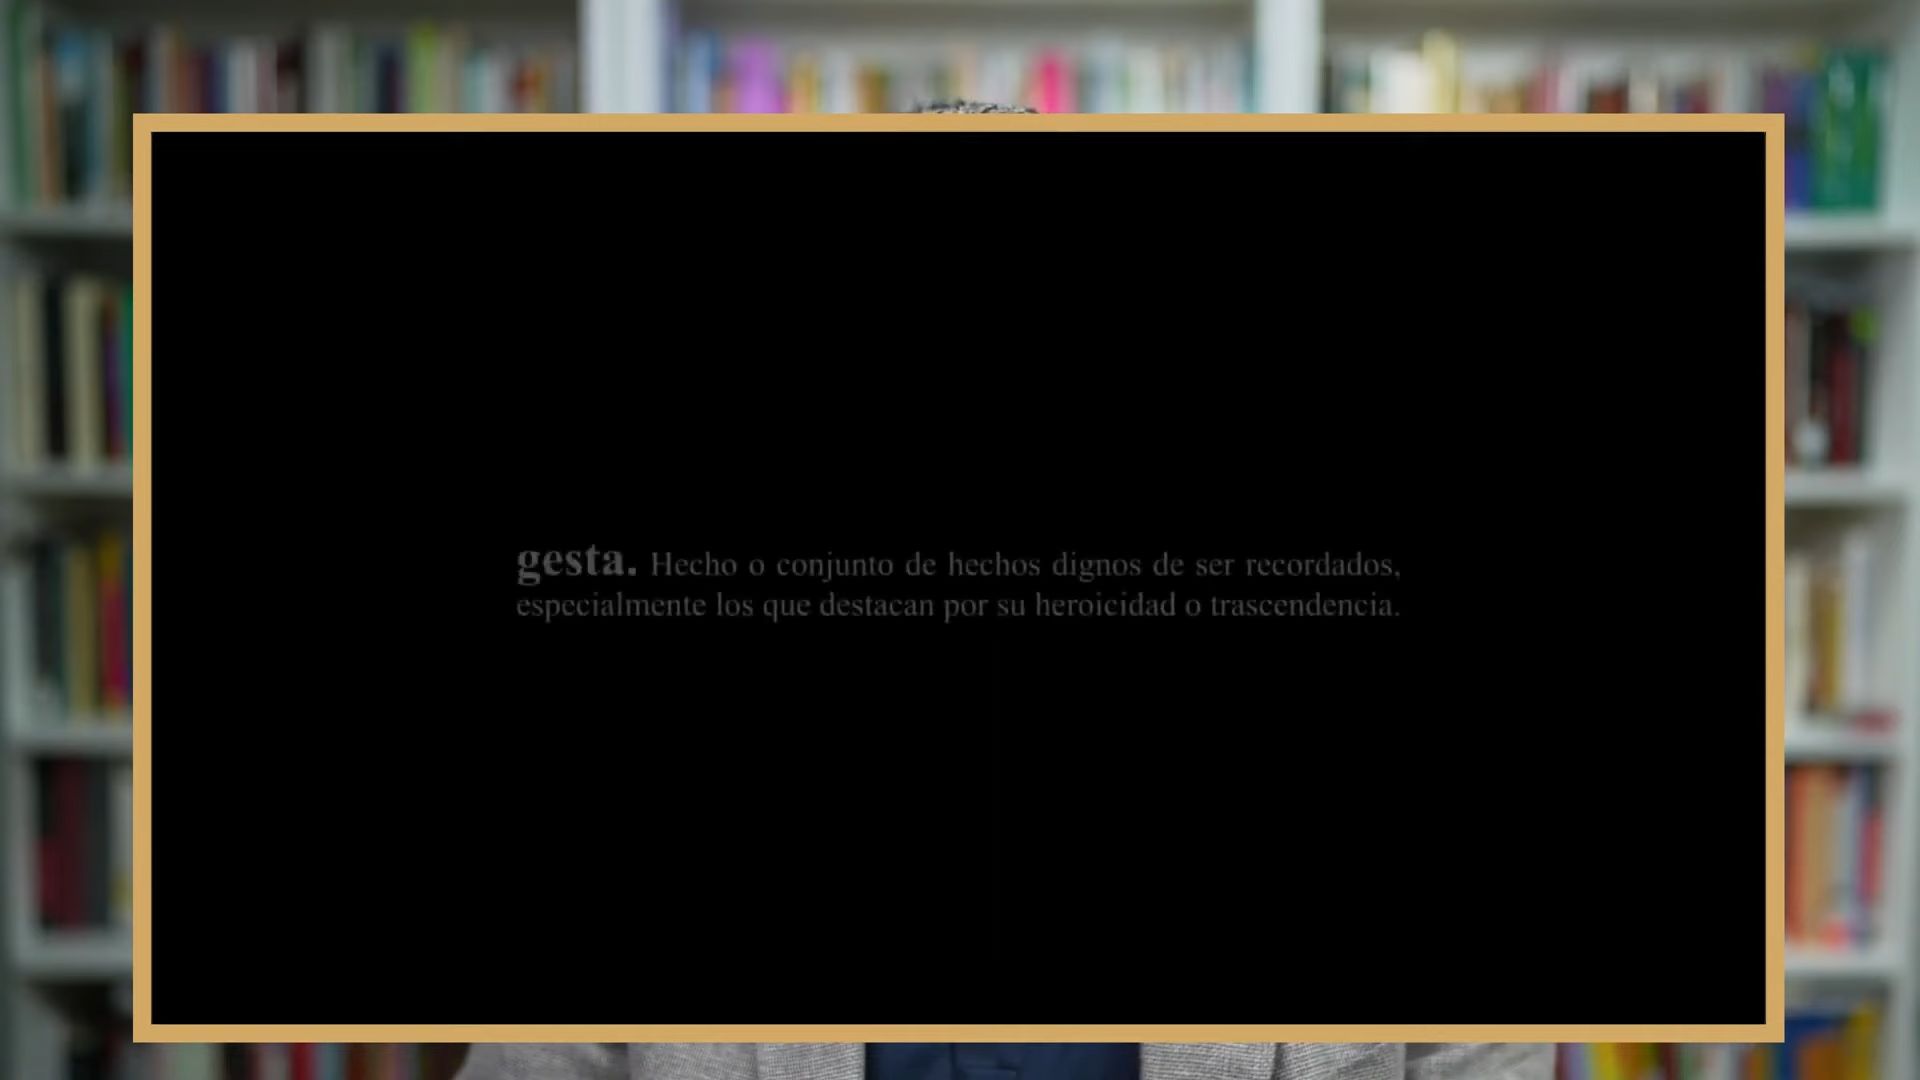 gesta. Hecho o conjunto de hechos dignos de ser recordados,
especialmente los que destacan por su heroicidad o trascendencia.